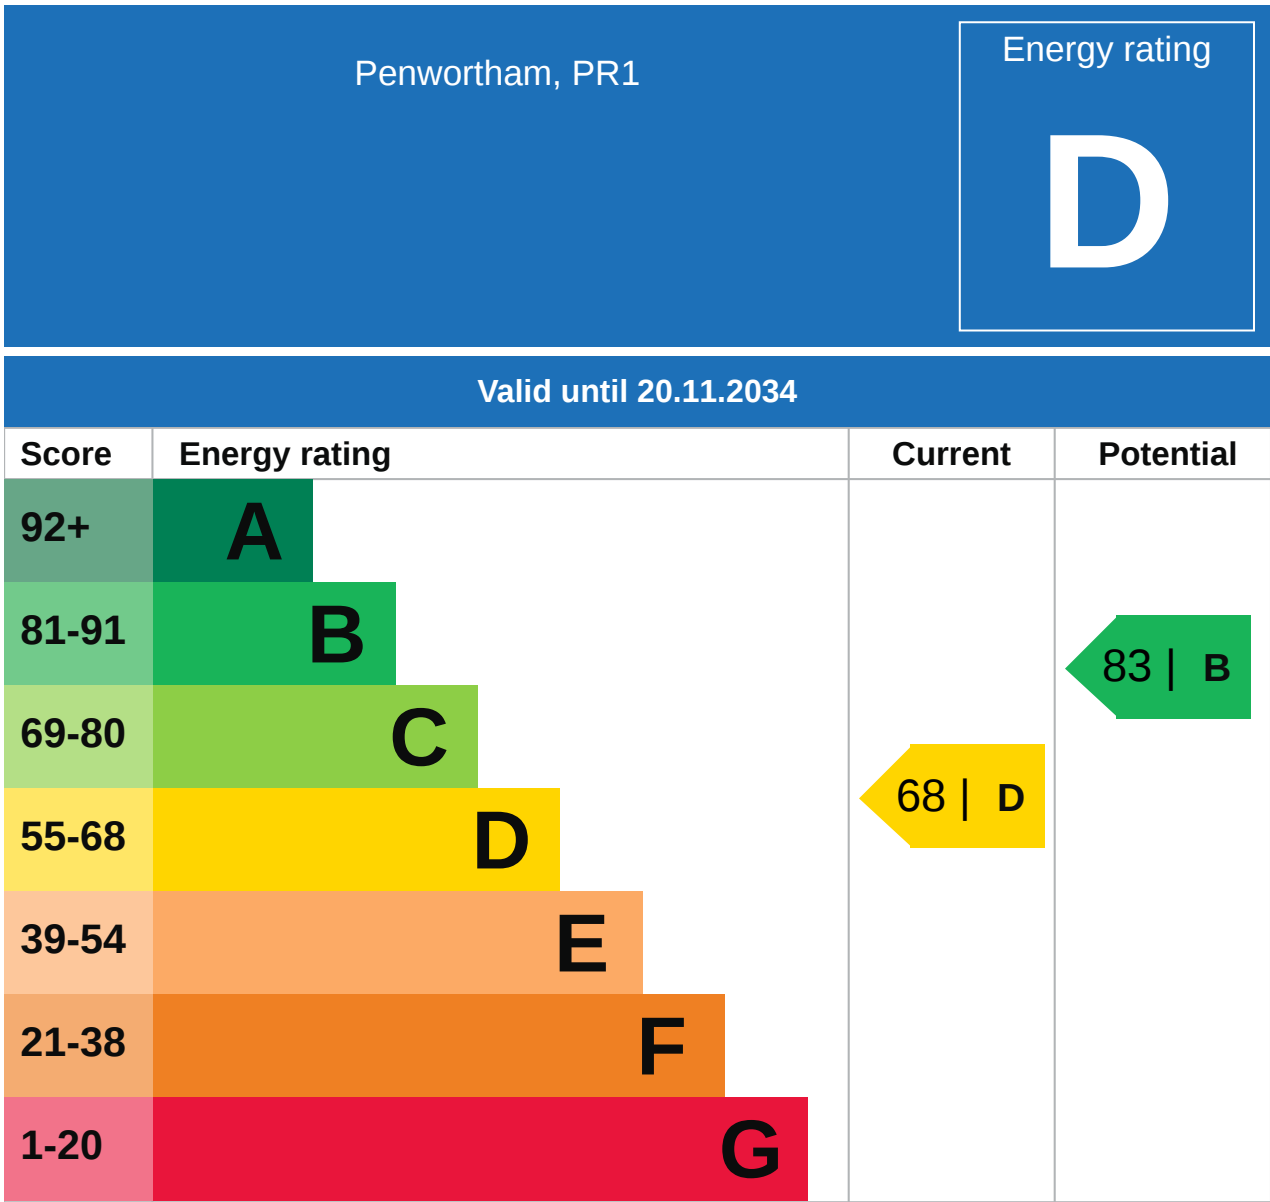 Penwortham, PR1
Energy rating
D
Valid until 20.11.2034
Score Energy rating Current Potential
92+ A
81-91 B
83 | B
69-80 C
68 | D
55-68 D
39-54 E
21-38 F
1-20 G